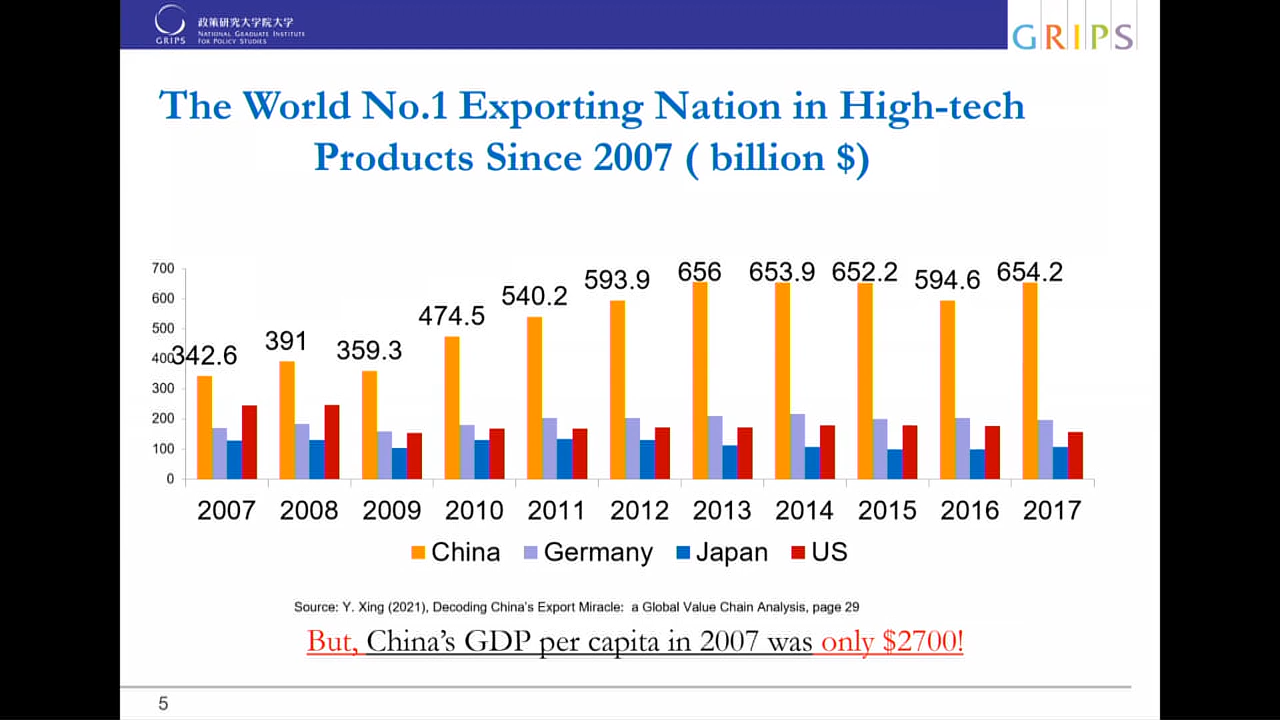 政策研究大学院大学
NATIONAL GRADUATE INSTITUTE
FOR POLICY STUDIES
GRIPS
GRIPS
The World No.1 Exporting Nation in High-tech
Products Since 2007 ( billion $)
700
600
500
400
300
200
100
0
342.6
391
359.3
474.5
540.2
593.9
656
653.9
652.2
594.6
654.2
2007 2008 2009 2010 2011 2012 2013 2014 2015 2016 2017
China Germany Japan US
Source: Y. Xing (2021), Decoding China's Export Miracle: a Global Value Chain Analysis, page 29
But, China's GDP per capita in 2007 was only $2700!
5